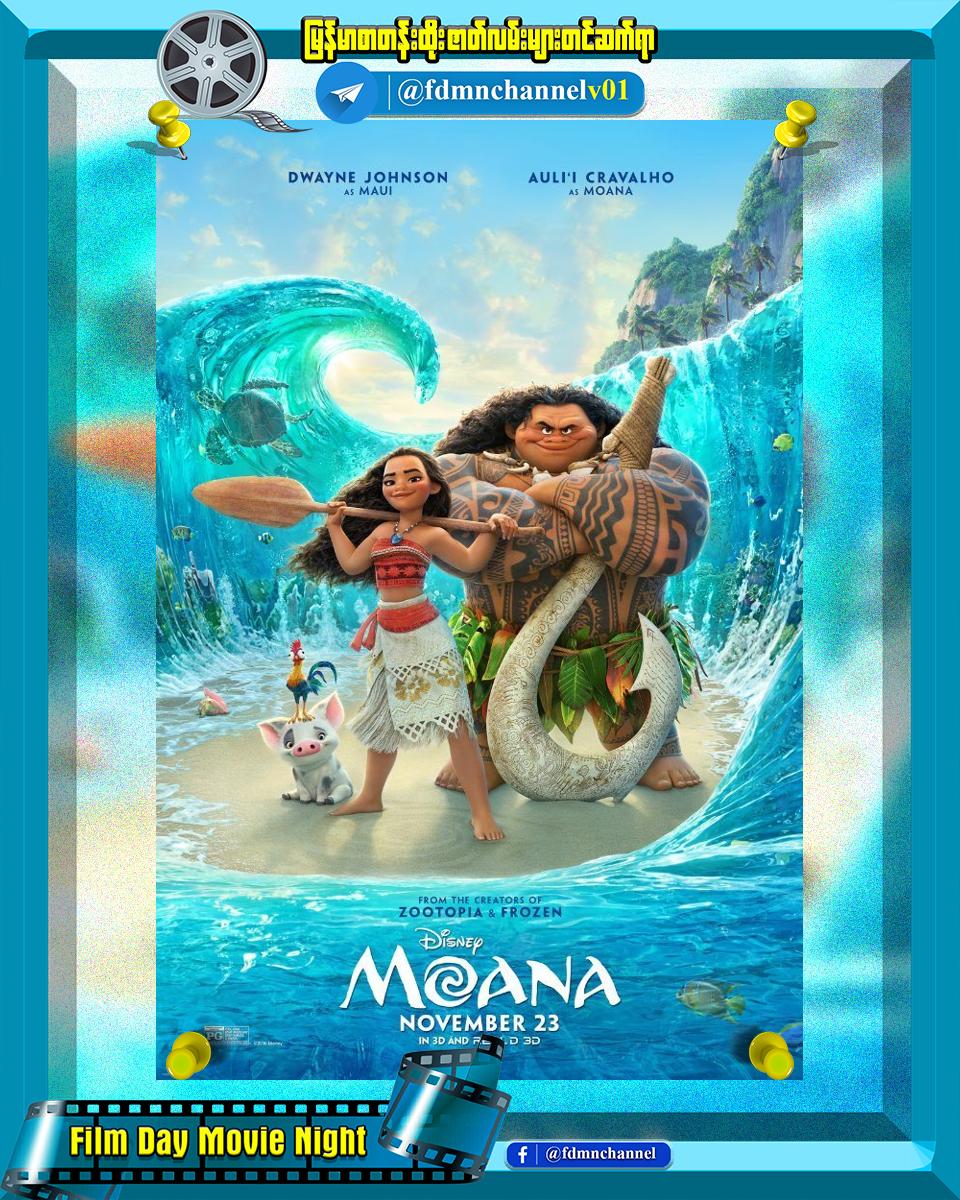 မြန်မာစာတန်းထိုးဇာတ်လမ်းများတင်ဆက်ရာ
@fdmnchannelv01
DWAYNE JOHNSON
AS MAUI
AULI'I CRAVALHO
AS MOANA
FROM THE CREATORS OF
ZOOTOPIA & FROZEN
Disney
MOANA
NOVEMBER 23
IN 3D AND REALD 3D
PG
Film Day Movie Night
@fdmnchannel